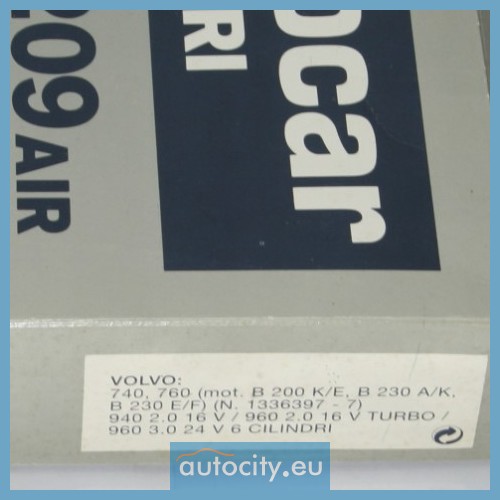 209 AIR
ocar
RI
VOLVO:
740, 760 (mot. B 200 K/E, B 230 A/K,
B 230 E/F) (N. 1336397 - 7)
940 2.0 16 V / 960 2.0 16 V TURBO /
960 3.0 24 V 6 CILINDRI
autocity.eu